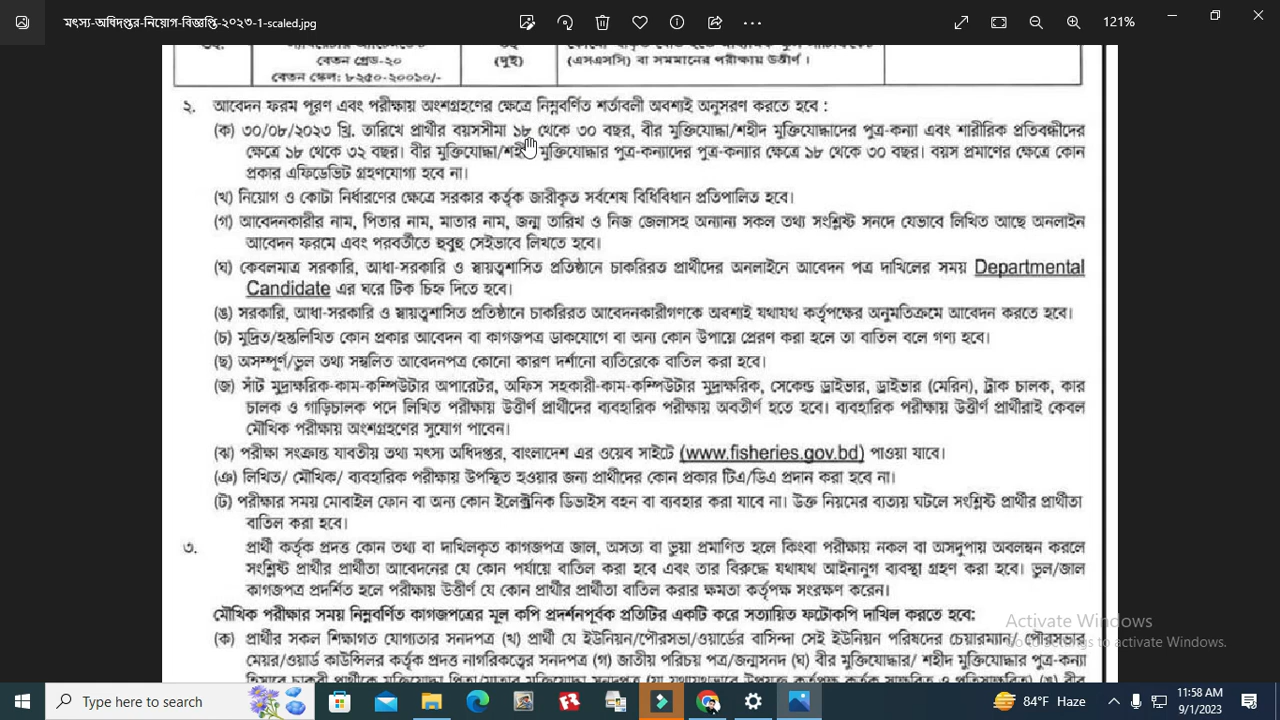 মৎস্য-অধিদপ্তর-নিয়োগ-বিজ্ঞপ্তি-২০২৩-1-scaled.jpg
121%
বেতন গ্রেড-২০
(দুই)
(এসএসসি) বা সমমানের পরীক্ষায় উত্তীর্ণ ।
বেতন স্কেল: ৮২৫০-২০০১০/-
২. আবেদন ফরম পূরণ এবং পরীক্ষায় অংশগ্রহণের ক্ষেত্রে নিম্নবর্ণিত শর্তাবলী অবশ্যই অনুসরণ করতে হবে :
(ক) ৩০/০৮/২০২৩ খ্রি. তারিখে প্রার্থীর বয়সসীমা ১৮ থেকে ৩০ বছর, বীর মুক্তিযোদ্ধা/শহীদ মুক্তিযোদ্ধাদের পুত্র-কন্যা এবং শারীরিক প্রতিবন্ধীদের
ক্ষেত্রে ১৮ থেকে ৩২ বছর। বীর মুক্তিযোদ্ধা/শহীদ মুক্তিযোদ্ধার পুত্র-কন্যাদের পুত্র-কন্যার ক্ষেত্রে ১৮ থেকে ৩০ বছর। বয়স প্রমাণের ক্ষেত্রে কোন
প্রকার এফিডেভিট গ্রহণযোগ্য হবে না।
(খ) নিয়োগ ও কোটা নির্ধারণের ক্ষেত্রে সরকার কর্তৃক জারীকৃত সর্বশেষ বিধিবিধান প্রতিপালিত হবে।
(গ) আবেদনকারীর নাম, পিতার নাম, মাতার নাম, জন্ম তারিখ ও নিজ জেলাসহ অন্যান্য সকল তথ্য সংশ্লিষ্ট সনদে যেভাবে লিখিত আছে অনলাইন
আবেদন ফরমে এবং পরবর্তীতে হুবুহু সেইভাবে লিখতে হবে।
(ঘ) কেবলমাত্র সরকারি, আধা-সরকারি ও স্বায়ত্বশাসিত প্রতিষ্ঠানে চাকরিরত প্রার্থীদের অনলাইনে আবেদন পত্র দাখিলের সময় Departmental
Candidate এর ঘরে টিক চিহ্ন দিতে হবে।
(ঙ) সরকারি, আধা-সরকারি ও স্বায়ত্বশাসিত প্রতিষ্ঠানে চাকরিরত আবেদনকারীগণকে অবশ্যই যথাযথ কর্তৃপক্ষের অনুমতিক্রমে আবেদন করতে হবে।
(চ) মুদ্রিত/হস্তলিখিত কোন প্রকার আবেদন বা কাগজপত্র ডাকযোগে বা অন্য কোন উপায়ে প্রেরণ করা হলে তা বাতিল বলে গণ্য হবে।
(ছ) অসম্পূর্ণ/ভুল তথ্য সম্বলিত আবেদনপত্র কোনো কারণ দর্শানো ব্যতিরেকে বাতিল করা হবে।
(জ) সাঁট মুদ্রাক্ষরিক-কাম-কম্পিউটার অপারেটর, অফিস সহকারী-কাম-কম্পিউটার মুদ্রাক্ষরিক, সেকেন্ড ড্রাইভার, ড্রাইভার (মেরিন), ট্রাক চালক, কার
চালক ও গাড়িচালক পদে লিখিত পরীক্ষায় উত্তীর্ণ প্রার্থীদের ব্যবহারিক পরীক্ষায় অবতীর্ণ হতে হবে। ব্যবহারিক পরীক্ষায় উত্তীর্ণ প্রার্থীরাই কেবল
মৌখিক পরীক্ষায় অংশগ্রহণের সুযোগ পাবেন।
(ঝ) পরীক্ষা সংক্রান্ত যাবতীয় তথ্য মৎস্য অধিদপ্তর, বাংলাদেশ এর ওয়েব সাইটে (www.fisheries.gov.bd) পাওয়া যাবে।
(ঞ) লিখিত/ মৌখিক/ ব্যবহারিক পরীক্ষায় উপস্থিত হওয়ার জন্য প্রার্থীদের কোন প্রকার টিএ/ডিএ প্রদান করা হবে না।
(ট) পরীক্ষার সময় মোবাইল ফোন বা অন্য কোন ইলেক্ট্রনিক ডিভাইস বহন বা ব্যবহার করা যাবে না। উক্ত নিয়মের ব্যত্যয় ঘটলে সংশ্লিষ্ট প্রার্থীর প্রার্থীতা
বাতিল করা হবে।
৩. প্রার্থী কর্তৃক প্রদত্ত কোন তথ্য বা দাখিলকৃত কাগজপত্র জাল, অসত্য বা ভুয়া প্রমাণিত হলে কিংবা পরীক্ষায় নকল বা অসদুপায় অবলম্বন করলে
সংশ্লিষ্ট প্রার্থীর প্রার্থীতা আবেদনের যে কোন পর্যায়ে বাতিল করা হবে এবং তার বিরুদ্ধে যথাযথ আইনানুগ ব্যবস্থা গ্রহণ করা হবে। ভুল/জাল
কাগজপত্র প্রদর্শিত হলে পরীক্ষায় উত্তীর্ণ যে কোন প্রার্থীর প্রার্থীতা বাতিল করার ক্ষমতা কর্তৃপক্ষ সংরক্ষণ করেন।
মৌখিক পরীক্ষার সময় নিম্নবর্ণিত কাগজপত্রের মূল কপি প্রদর্শনপূর্বক প্রতিটির একটি করে সত্যায়িত ফটোকপি দাখিল করতে হবে:
(ক) প্রার্থীর সকল শিক্ষাগত যোগ্যতার সনদপত্র (খ) প্রার্থী যে ইউনিয়ন/পৌরসভা/ওয়ার্ডের বাসিন্দা সেই ইউনিয়ন পরিষদের চেয়ারম্যান/ পৌরসভার
মেয়র/ওয়ার্ড কাউন্সিলর কর্তৃক প্রদত্ত নাগরিকত্বের সনদপত্র (গ) জাতীয় পরিচয় পত্র/জন্মসনদ (ঘ) বীর মুক্তিযোদ্ধার/ শহীদ মুক্তিযোদ্ধার পুত্র-কন্যা
Activate Windows
Go to Settings to activate Windows.
Type here to search
84°F Haze
11:58 AM
9/1/2023